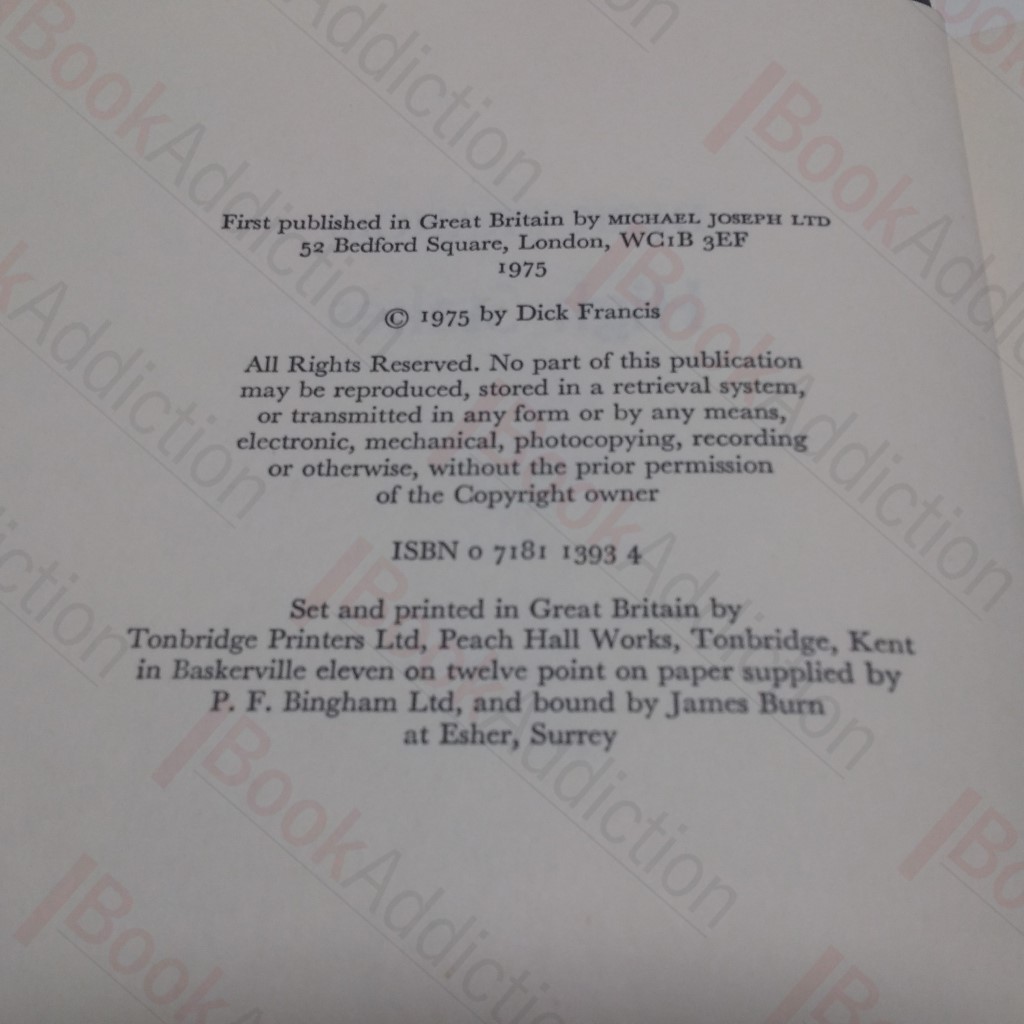 First published in Great Britain by MICHAEL JOSEPH LTD
52 Bedford Square, London, WC1B 3EF
1975
© 1975 by Dick Francis
All Rights Reserved. No part of this publication
may be reproduced, stored in a retrieval system,
or transmitted in any form or by any means,
electronic, mechanical, photocopying, recording
or otherwise, without the prior permission
of the Copyright owner
ISBN 0 7181 1393 4
Set and printed in Great Britain by
Tonbridge Printers Ltd, Peach Hall Works, Tonbridge, Kent
in Baskerville eleven on twelve point on paper supplied by
P. F. Bingham Ltd, and bound by James Burn
at Esher, Surrey
BookAddiction